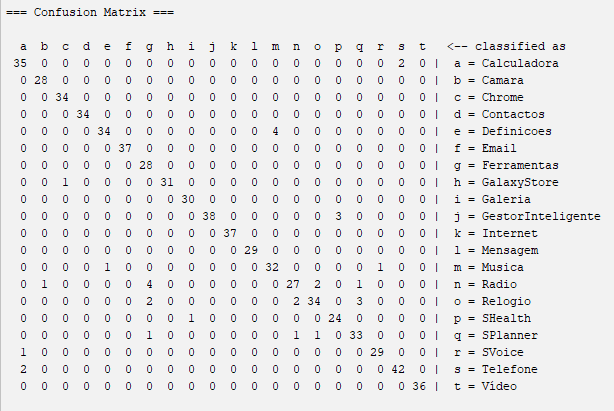 === Confusion Matrix ===
a b c d e f g h i j k l m n o p q r s t <-- classified as
35 0 0 0 0 0 0 0 0 0 0 0 0 0 0 0 0 0 2 0 | a = Calculadora
0 28 0 0 0 0 0 0 0 0 0 0 0 0 0 0 0 0 0 0 | b = Camara
0 0 34 0 0 0 0 0 0 0 0 0 0 0 0 0 0 0 0 0 | c = Chrome
0 0 0 34 0 0 0 0 0 0 0 0 0 0 0 0 0 0 0 0 | d = Contactos
0 0 0 0 34 0 0 0 0 0 0 0 4 0 0 0 0 0 0 0 | e = Definicoes
0 0 0 0 0 37 0 0 0 0 0 0 0 0 0 0 0 0 0 0 | f = Email
0 0 0 0 0 0 28 0 0 0 0 0 0 0 0 0 0 0 0 0 | g = Ferramentas
0 0 1 0 0 0 0 31 0 0 0 0 0 0 0 0 0 0 0 0 | h = GalaxyStore
0 0 0 0 0 0 0 0 30 0 0 0 0 0 0 0 0 0 0 0 | i = Galeria
0 0 0 0 0 0 0 0 0 38 0 0 0 0 0 3 0 0 0 0 | j = GestorInteligente
0 0 0 0 0 0 0 0 0 0 37 0 0 0 0 0 0 0 0 0 | k = Internet
0 0 0 0 0 0 0 0 0 0 0 29 0 0 0 0 0 0 0 0 | l = Mensagem
0 0 0 0 1 0 0 0 0 0 0 0 32 0 0 0 0 1 0 0 | m = Musica
0 1 0 0 0 0 4 0 0 0 0 0 0 27 2 0 1 0 0 0 | n = Radio
0 0 0 0 0 0 2 0 0 0 0 0 0 2 34 0 3 0 0 0 | o = Relogio
0 0 0 0 0 0 0 0 1 0 0 0 0 0 0 24 0 0 0 0 | p = SHealth
0 0 0 0 0 0 1 0 0 0 0 0 0 1 1 0 33 0 0 0 | q = SPlanner
1 0 0 0 0 0 0 0 0 0 0 0 0 0 0 0 0 29 0 0 | r = SVoice
2 0 0 0 0 0 0 0 0 0 0 0 0 0 0 0 0 0 42 0 | s = Telefone
0 0 0 0 0 0 0 0 0 0 0 0 0 0 0 0 0 0 0 36 | t = Vídeo